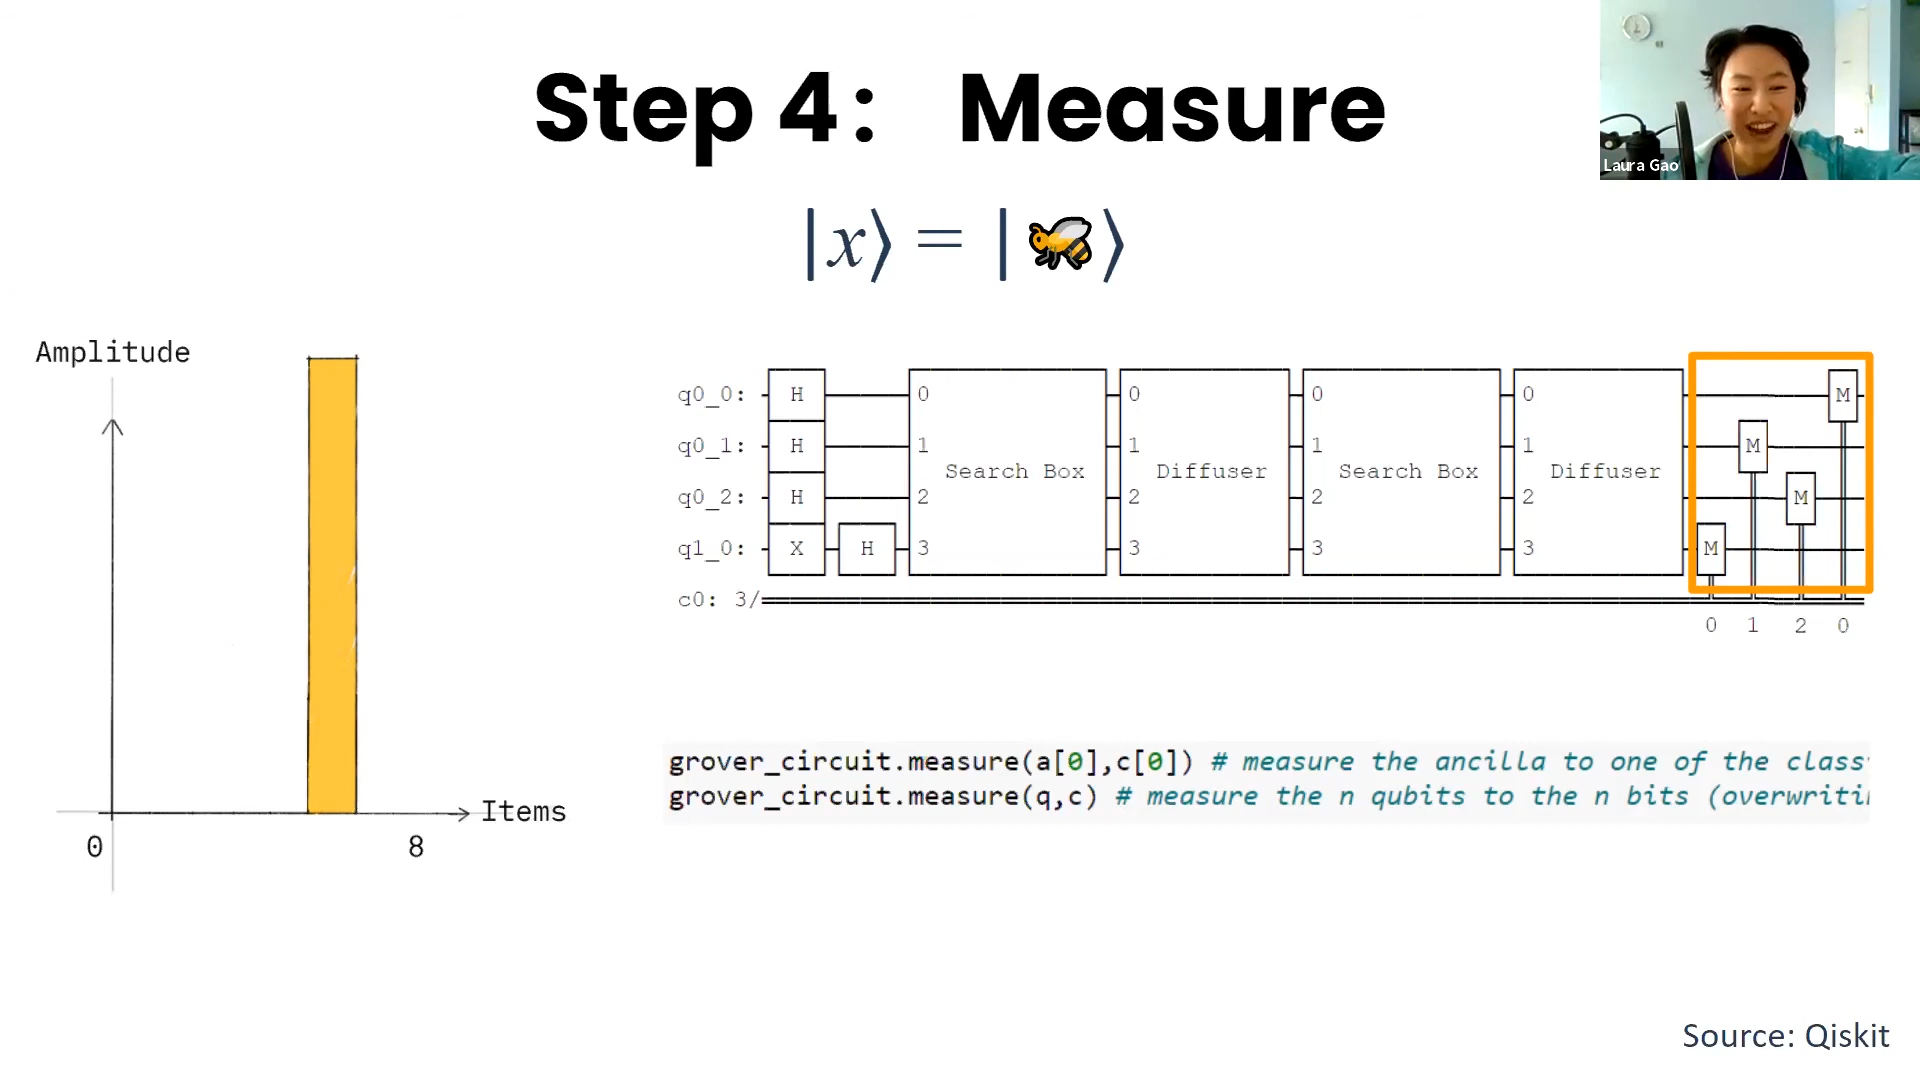 Step 4: Measure
Laura Gao
|x⟩ = |🐝⟩
Amplitude
0
8
Items
q0_0: H 0 0 0 0 M
q0_1: H 1 1 1 1 M
Search Box Diffuser Search Box Diffuser
q0_2: H 2 2 2 2 M
q1_0: X H 3 3 3 3 M
c0: 3/
0 1 2 0
grover_circuit.measure(a[0],c[0]) # measure the ancilla to one of the class
grover_circuit.measure(q,c) # measure the n qubits to the n bits (overwriti
Source: Qiskit